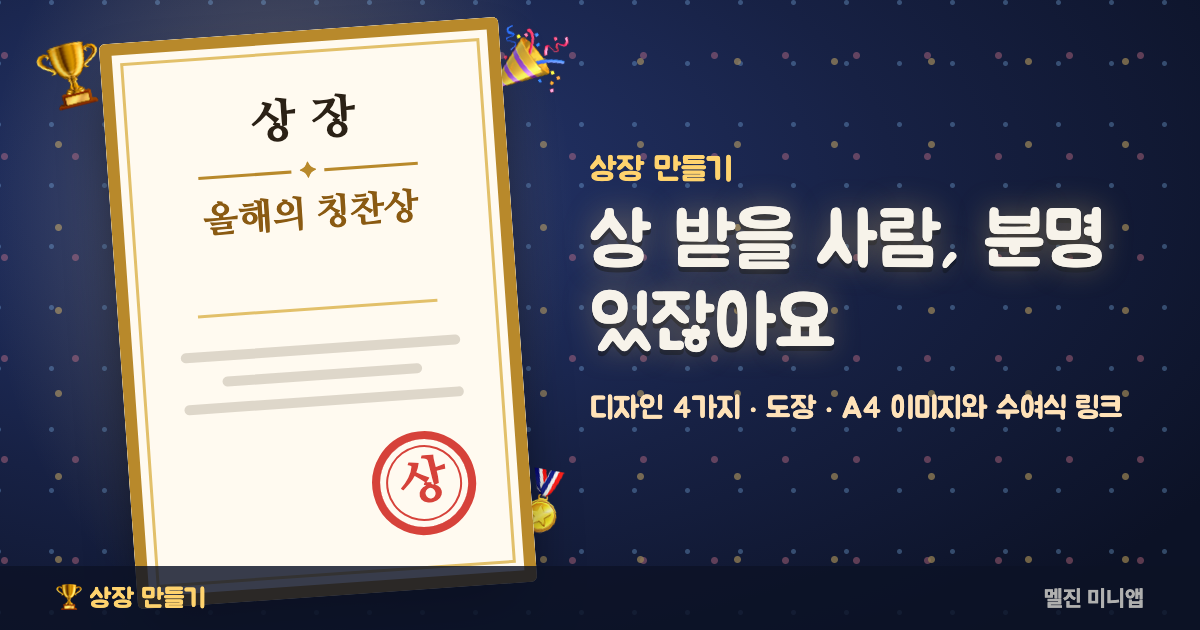 상 장
올해의 칭찬상
상
상장 만들기
상 받을 사람, 분명
있잖아요
디자인 4가지 · 도장 · A4 이미지와 수여식 링크
상장 만들기
멜진 미니앱